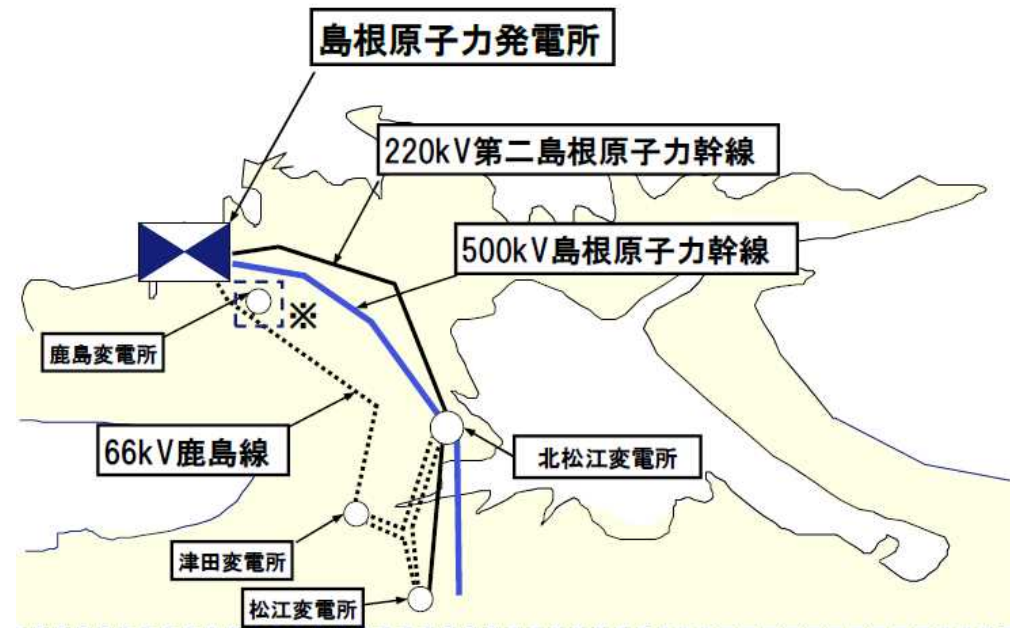 島根原子力発電所
220kV第二島根原子力幹線
500kV島根原子力幹線
※
鹿島変電所
66kV鹿島線
北松江変電所
津田変電所
松江変電所